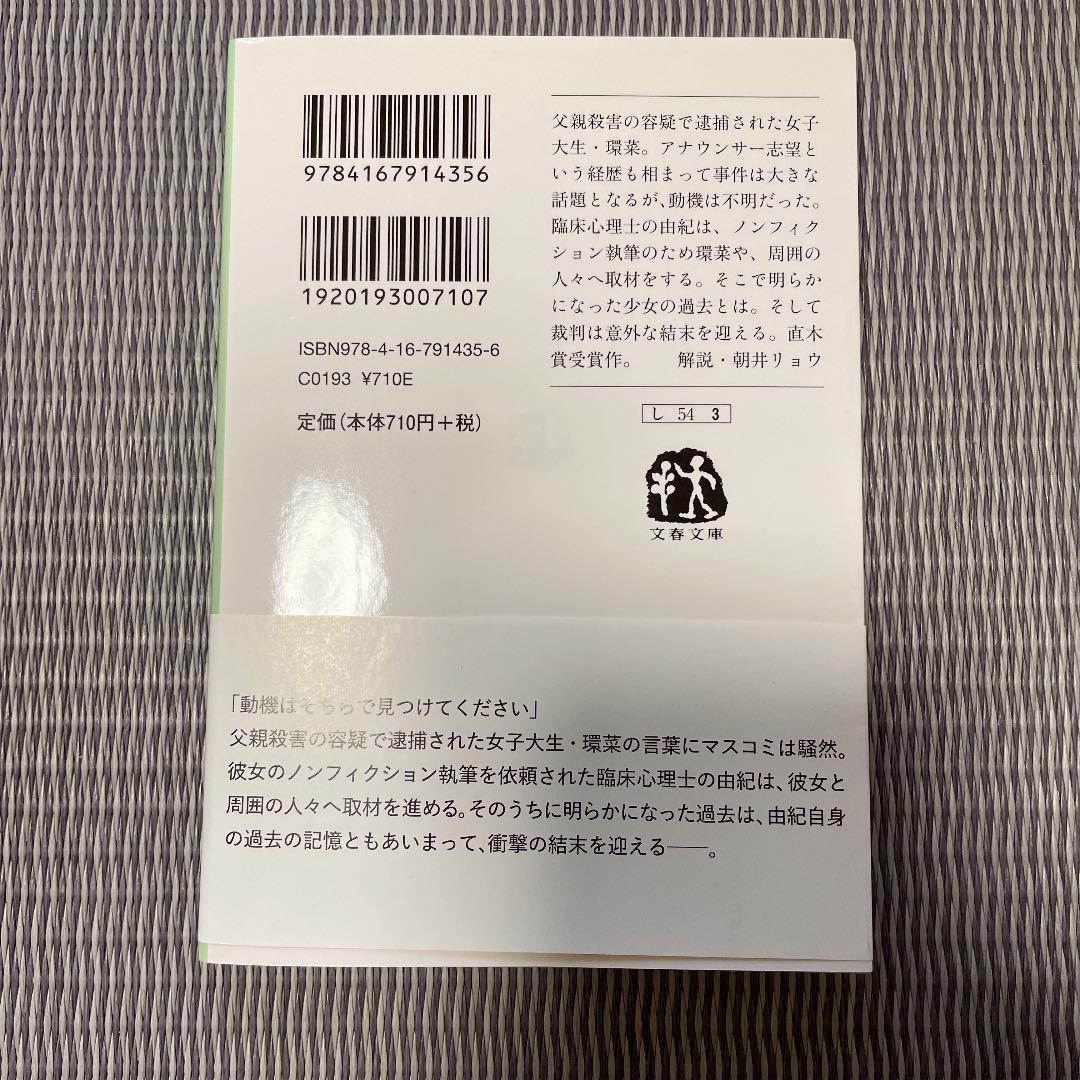 9784167914356
1920193007107
ISBN978-4-16-791435-6
C0193 ¥710E
定価(本体710円+税)
父親殺害の容疑で逮捕された女子
大生・環菜。アナウンサー志望と
いう経歴も相まって事件は大きな
話題となるが、動機は不明だった。
臨床心理士の由紀は、ノンフィク
ション執筆のため環菜や、周囲の
人々へ取材をする。そこで明らか
になった少女の過去とは。そして
裁判は意外な結末を迎える。直木
賞受賞作。 解説・朝井リョウ
し 54 3
文春文庫
「動機はそちらで見つけてください」
父親殺害の容疑で逮捕された女子大生・環菜の言葉にマスコミは騒然。
彼女のノンフィクション執筆を依頼された臨床心理士の由紀は、彼女と
周囲の人々へ取材を進める。そのうちに明らかになった過去は、由紀自身
の過去の記憶ともあいまって、衝撃の結末を迎える――。